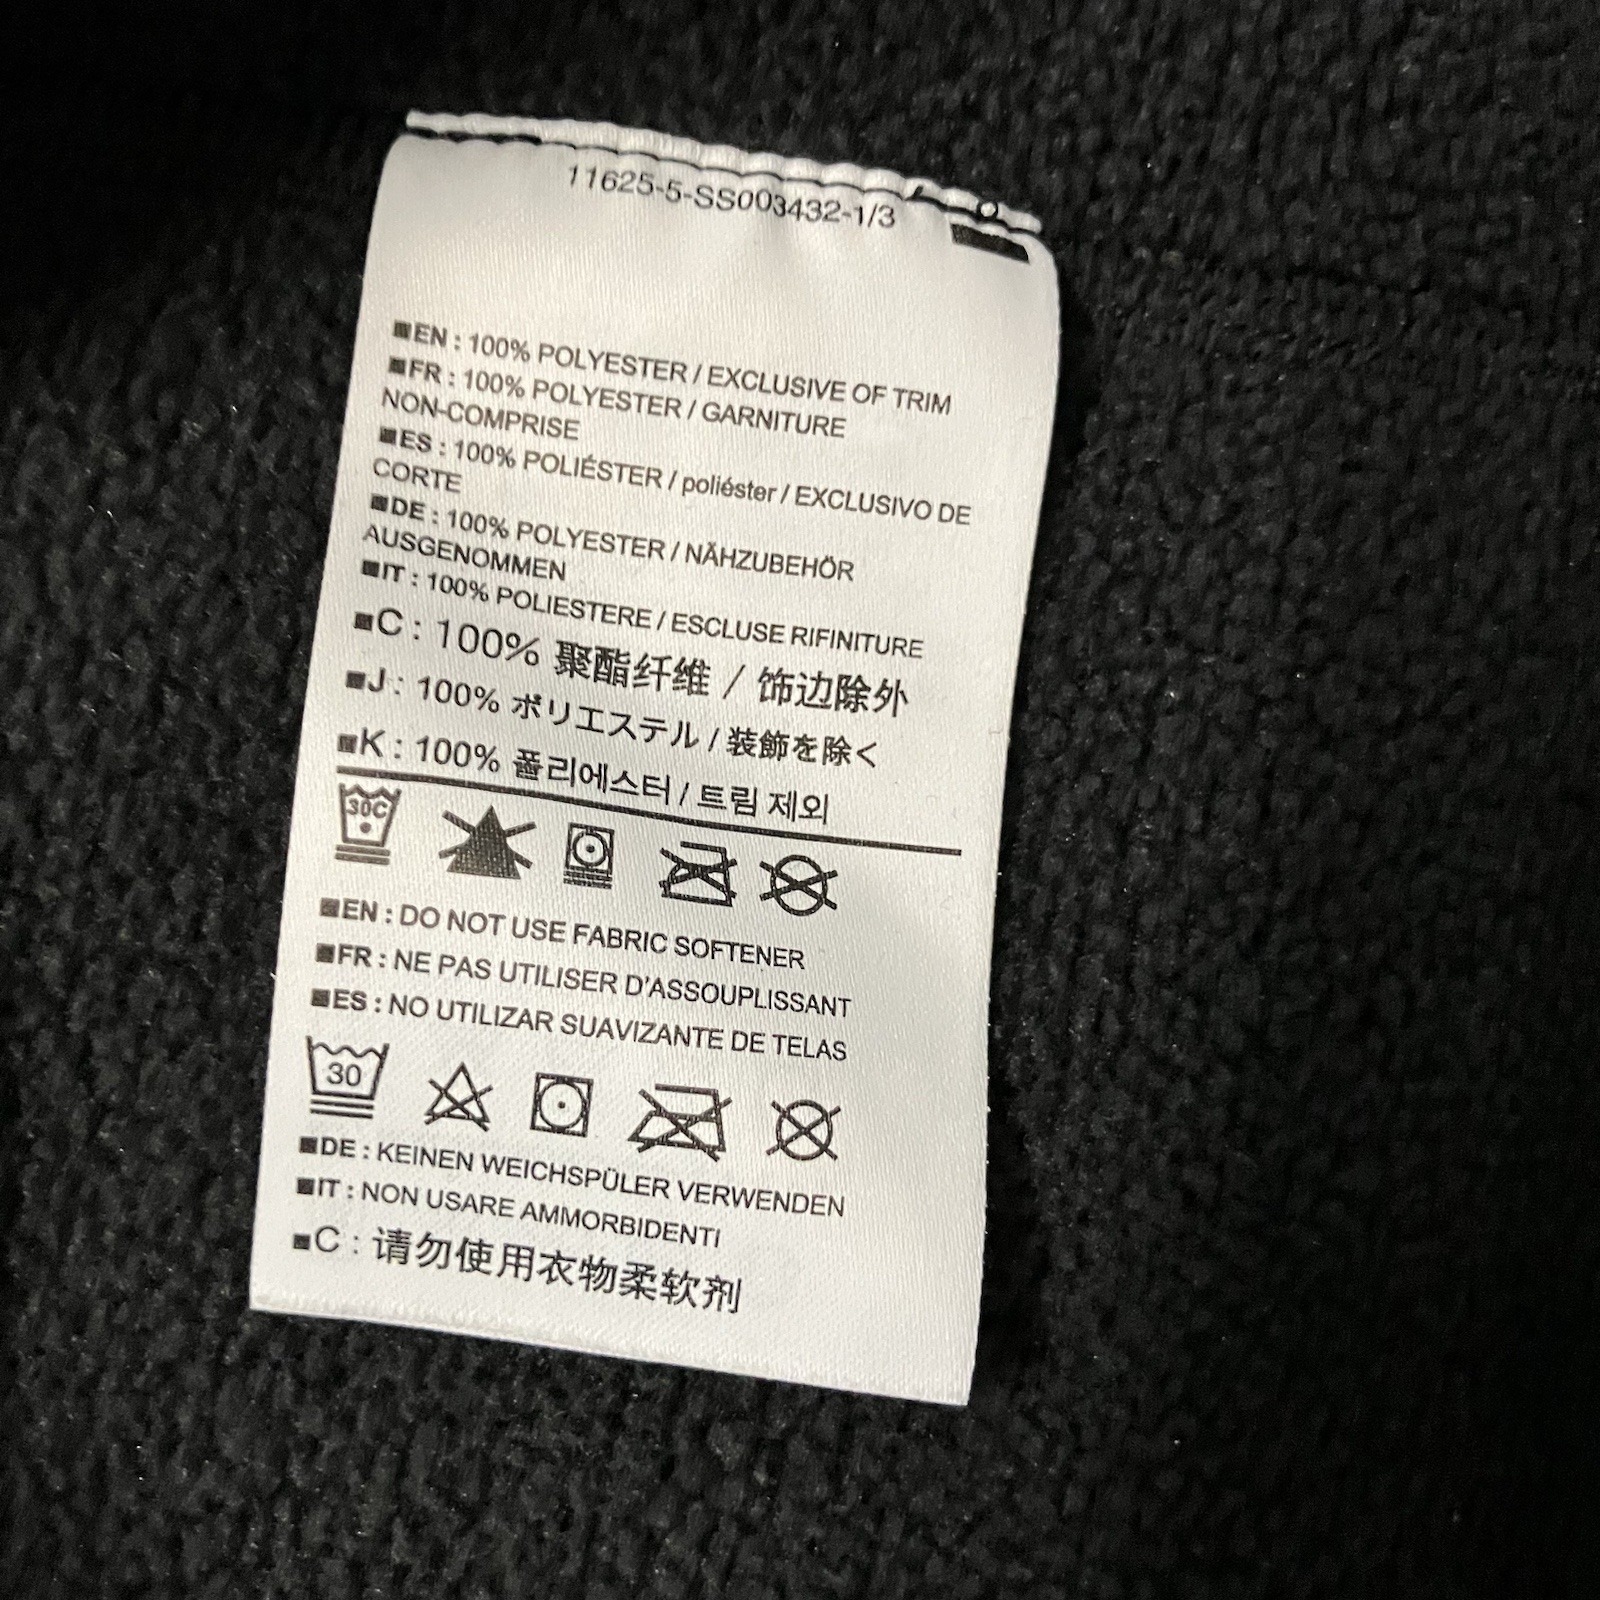 11625-5-SS003432-1/3
■EN : 100% POLYESTER / EXCLUSIVE OF TRIM
■FR : 100% POLYESTER / GARNITURE
NON-COMPRISE
■ES : 100% POLIÉSTER / poliéster / EXCLUSIVO DE
CORTE
■DE : 100% POLYESTER / NÄHZUBEHÖR
AUSGENOMMEN
■IT : 100% POLIESTERE / ESCLUSE RIFINITURE
■C : 100% 聚酯纤维 / 饰边除外
■J : 100% ポリエステル / 装飾を除く
■K : 100% 폴리에스터 / 트림 제외
30C
■EN : DO NOT USE FABRIC SOFTENER
■FR : NE PAS UTILISER D'ASSOUPLISSANT
■ES : NO UTILIZAR SUAVIZANTE DE TELAS
30
■DE : KEINEN WEICHSPÜLER VERWENDEN
■IT : NON USARE AMMORBIDENTI
■C : 请勿使用衣物柔软剂